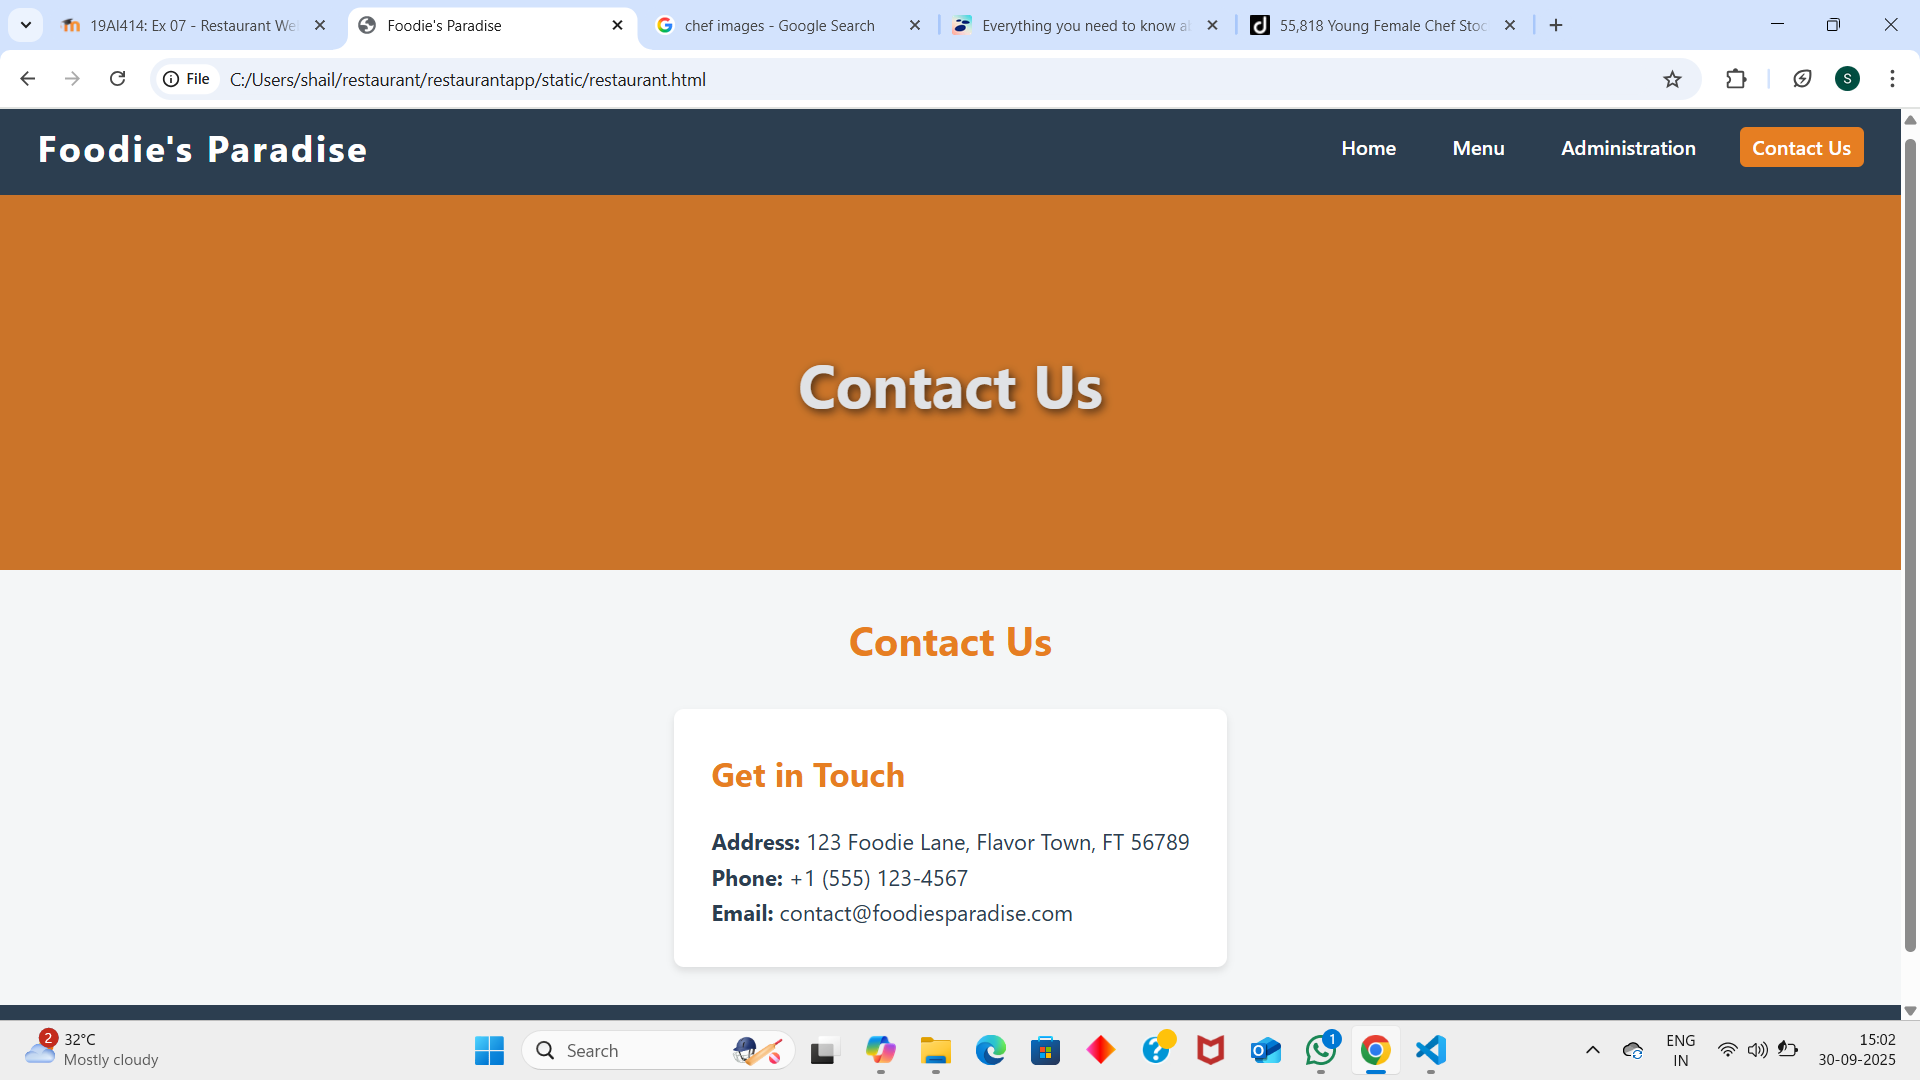 19AI414: Ex 07 - Restaurant We
Foodie's Paradise
chef images - Google Search
Everything you need to know a
55,818 Young Female Chef Stoc
File
C:/Users/shail/restaurant/restaurantapp/static/restaurant.html
S
Foodie's Paradise
Home
Menu
Administration
Contact Us
Contact Us
Contact Us
Get in Touch
Address: 123 Foodie Lane, Flavor Town, FT 56789
Phone: +1 (555) 123-4567
Email: contact@foodiesparadise.com
2
32°C
Mostly cloudy
Search
1
ENG
IN
15:02
30-09-2025